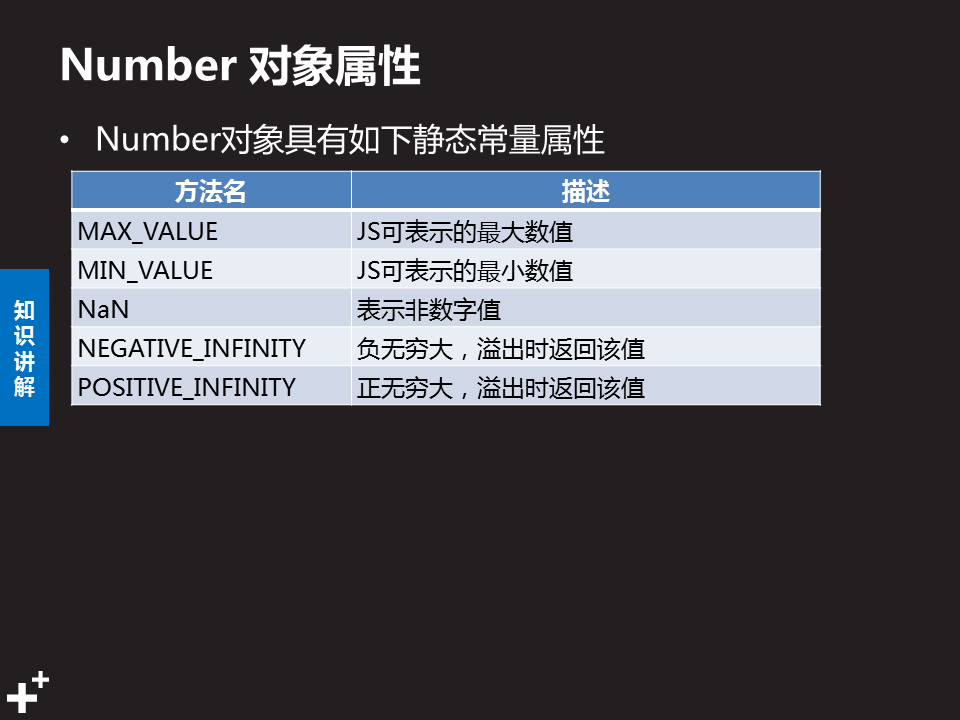 Number 对象属性
• Number对象具有如下静态常量属性
方法名 描述
MAX_VALUE JS可表示的最大数值
MIN_VALUE JS可表示的最小数值
NaN 表示非数字值
NEGATIVE_INFINITY 负无穷大，溢出时返回该值
POSITIVE_INFINITY 正无穷大，溢出时返回该值
知
识
讲
解